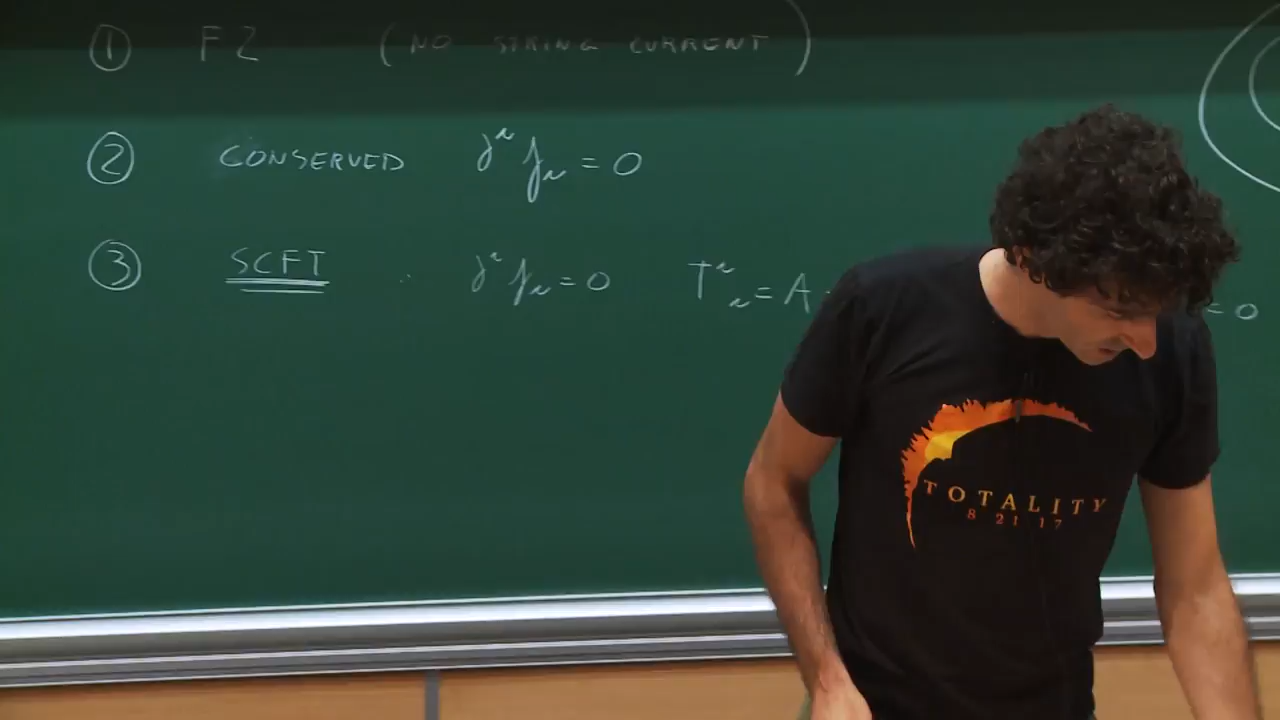 ① FZ (NO STRING CURRENT)
② CONSERVED ∂^μ j_μ = 0
③ SCFT ∂^μ j_μ = 0 T^μ_μ = A = 0
TOTALITY
8 21 17